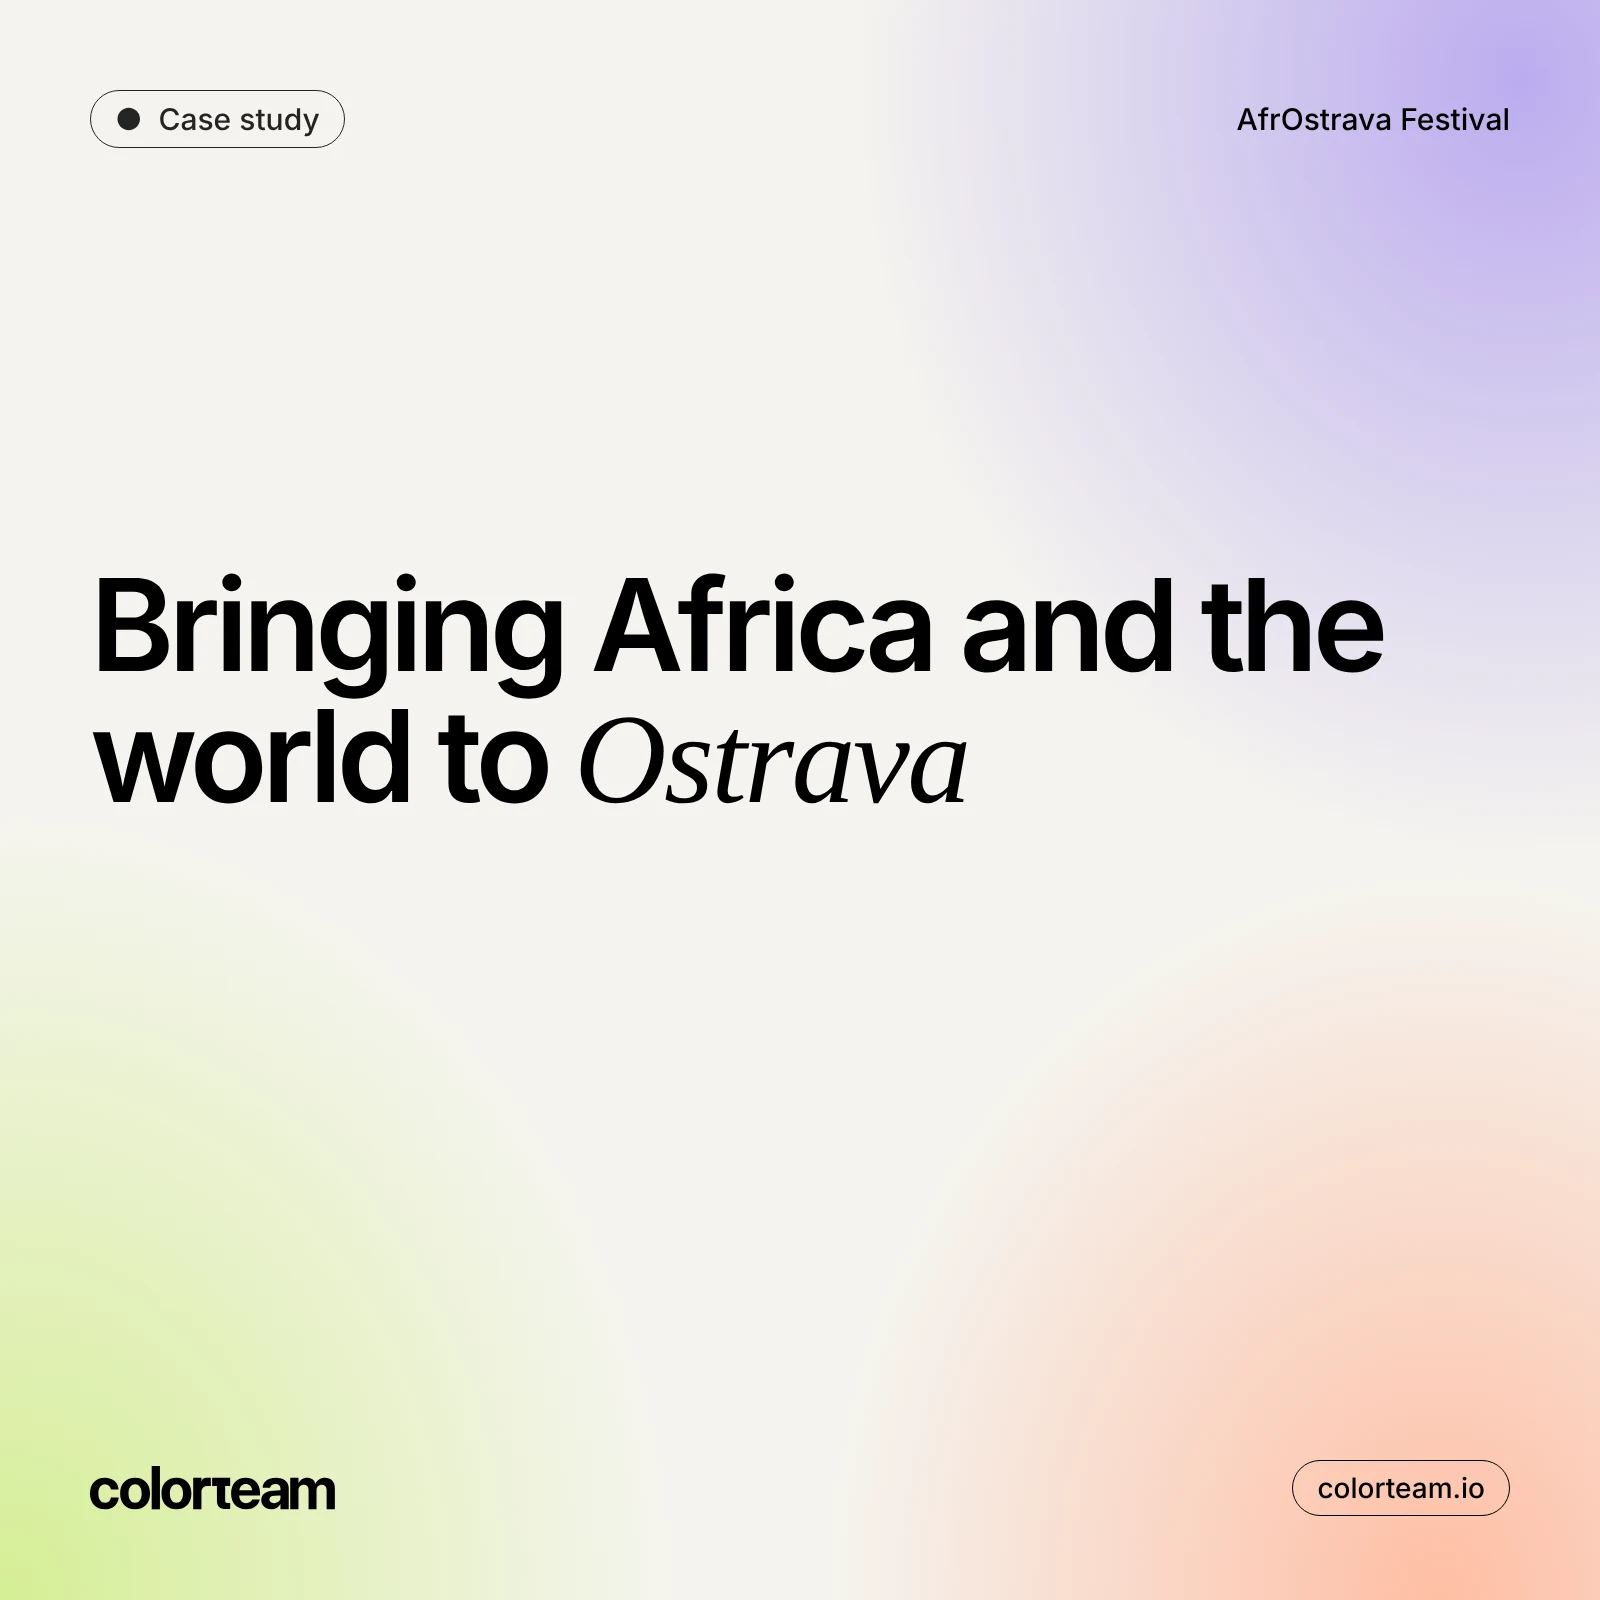 Case study
AfrOstrava Festival
Bringing Africa and the
world to Ostrava
colorteam
colorteam.io